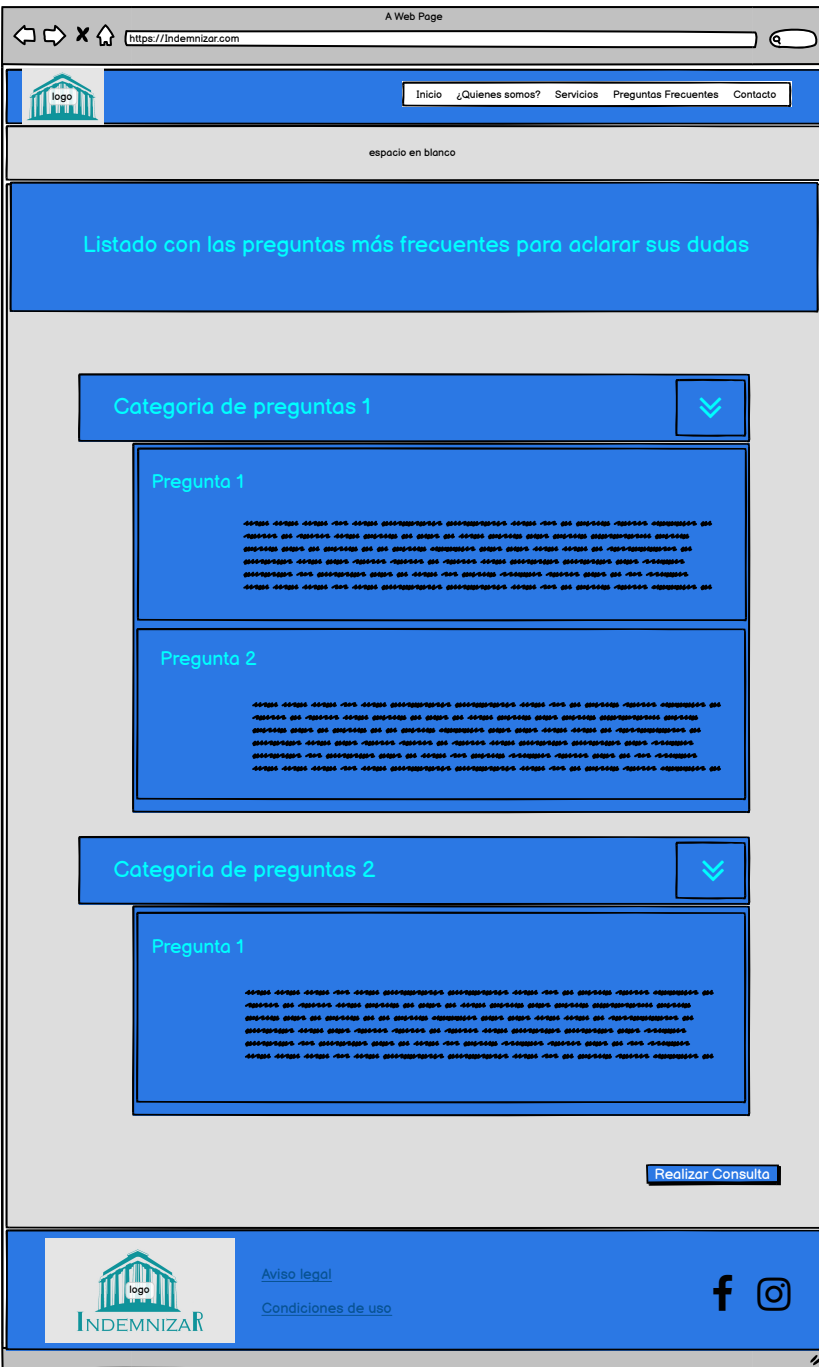 A Web Page
https://Indemnizar.com
logo
Inicio ¿Quienes somos? Servicios Preguntas Frecuentes Contacto
espacio en blanco
Listado con las preguntas más frecuentes para aclarar sus dudas
Categoria de preguntas 1
Pregunta 1
Pregunta 2
Categoria de preguntas 2
Pregunta 1
Realizar Consulta
logo
INDEMNIZAR
Aviso legal
Condiciones de uso